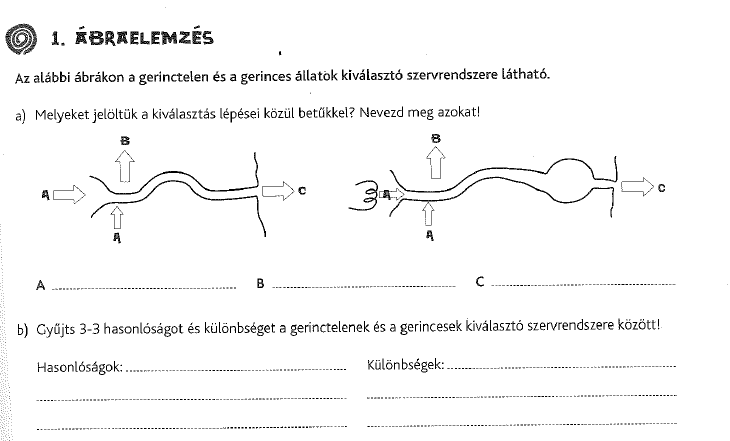 1. ÁBRAELEMZÉS
Az alábbi ábrákon a gerinctelen és a gerinces állatok kiválasztó szervrendszere látható.
a) Melyeket jelöltük a kiválasztás lépései közül betűkkel? Nevezd meg azokat!
B B
A C A C
A A
A B C
b) Gyűjts 3-3 hasonlóságot és különbséget a gerinctelenek és a gerincesek kiválasztó szervrendszere között!
Hasonlóságok: Különbségek: